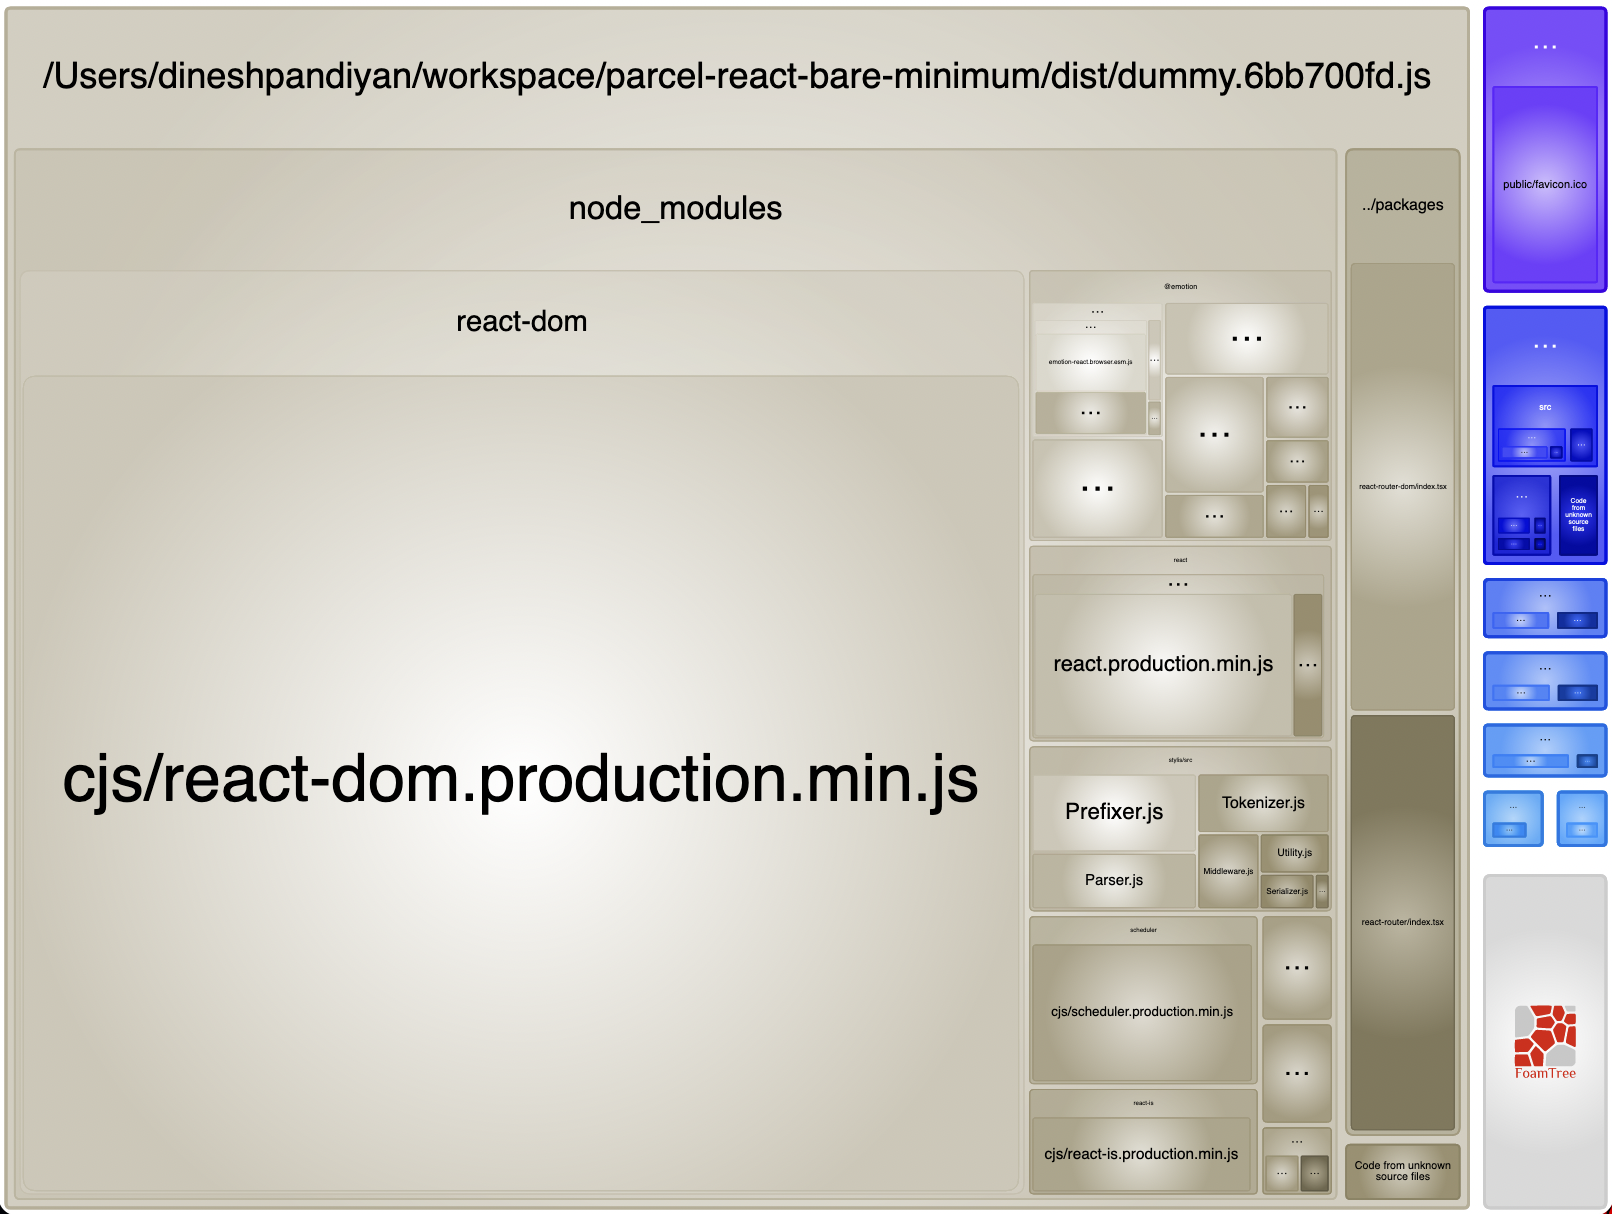 /Users/dineshpandiyan/workspace/parcel-react-bare-minimum/dist/dummy.6bb700fd.js
node_modules
react-dom
cjs/react-dom.production.min.js
@emotion
...
...
emotion-react.browser.esm.js
...
...
...
...
...
...
...
...
...
...
...
react
...
react.production.min.js
...
stylis/src
Prefixer.js
Tokenizer.js
Parser.js
Middleware.js
Utility.js
Serializer.js
...
scheduler
cjs/scheduler.production.min.js
...
...
react-is
cjs/react-is.production.min.js
...
...
...
../packages
react-router-dom/index.tsx
react-router/index.tsx
Code from unknown
source files
...
public/favicon.ico
...
src
...
...
...
...
...
...
...
...
Code
from
unknown
source
files
...
...
...
...
...
...
...
...
...
...
...
...
...
FoamTree